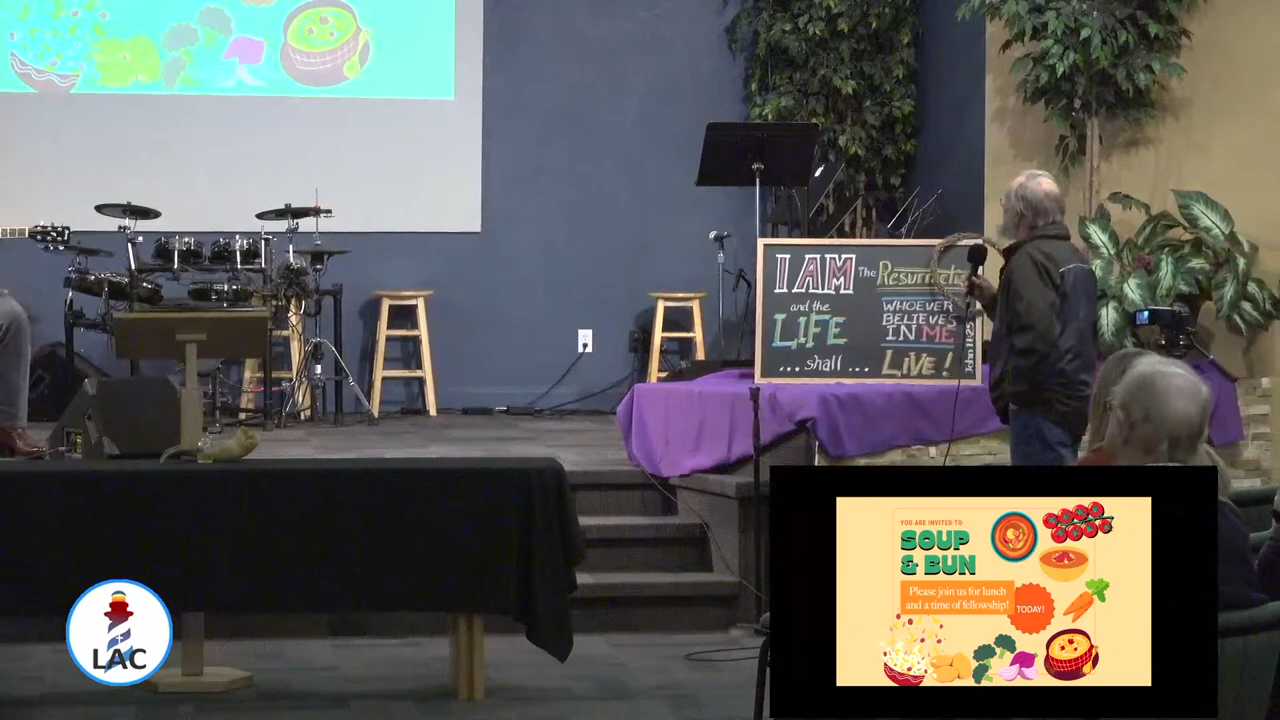 I AM The Resurrection
and the
LIFE
... shall ...
WHOEVER
BELIEVES
IN ME
LIVE!
John 11:25
YOU ARE INVITED TO
SOUP
& BUN
Please join us for lunch
and a time of fellowship!
TODAY!
LAC